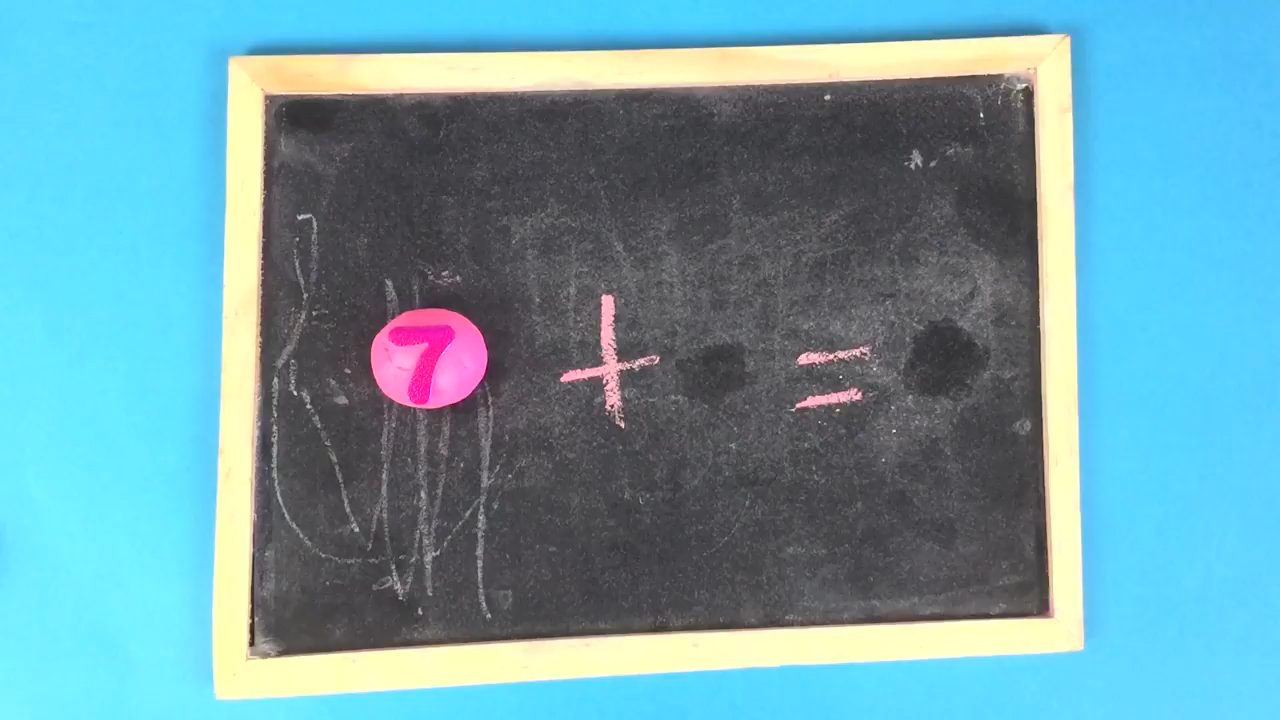 7 + =